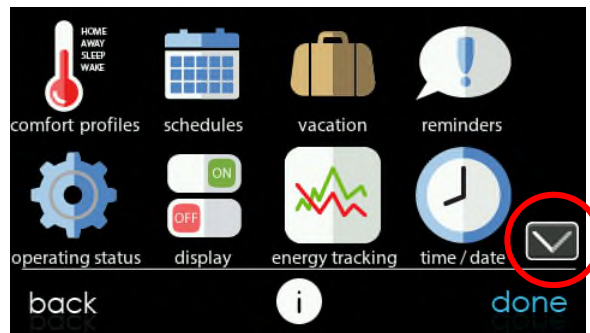 HOME
AWAY
SLEEP
WAKE
comfort profiles schedules vacation reminders
ON
OFF
operating status display energy tracking time / date
back i done